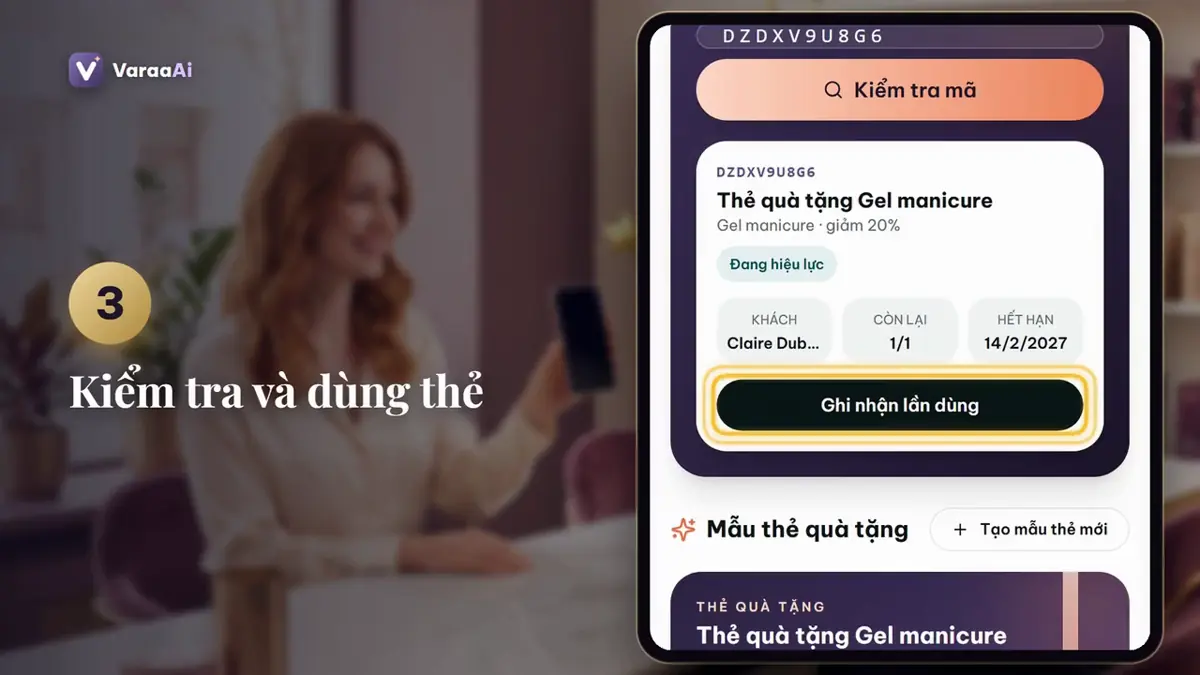 VaraaAi
3
Kiểm tra và dùng thẻ
DZDXV9U8G6
Kiểm tra mã
DZDXV9U8G6
Thẻ quà tặng Gel manicure
Gel manicure · giảm 20%
Đang hiệu lực
KHÁCH
Claire Dub...
CÒN LẠI
1/1
HẾT HẠN
14/2/2027
Ghi nhận lần dùng
Mẫu thẻ quà tặng
+ Tạo mẫu thẻ mới
THẺ QUÀ TẶNG
Thẻ quà tặng Gel manicure